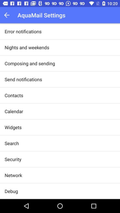 AquaMail Settings
Error notifications
Nights and weekends
Composing and sending
Send notifications
Contacts
Calendar
Widgets
Search
Security
Network
Debug